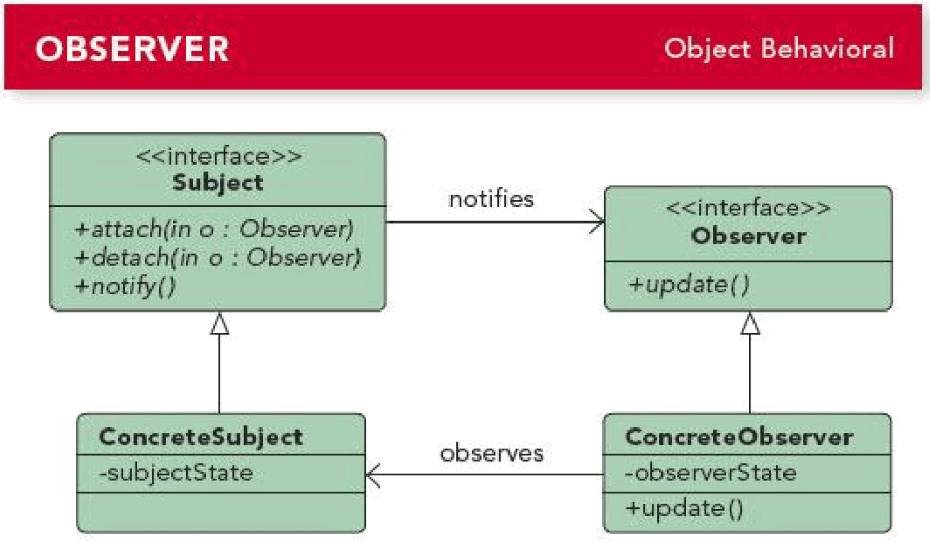 OBSERVER
Object Behavioral
<<interface>>
Subject
+attach(in o : Observer)
+detach(in o : Observer)
+notify()
notifies
<<interface>>
Observer
+update()
ConcreteSubject
-subjectState
observes
ConcreteObserver
-observerState
+update()